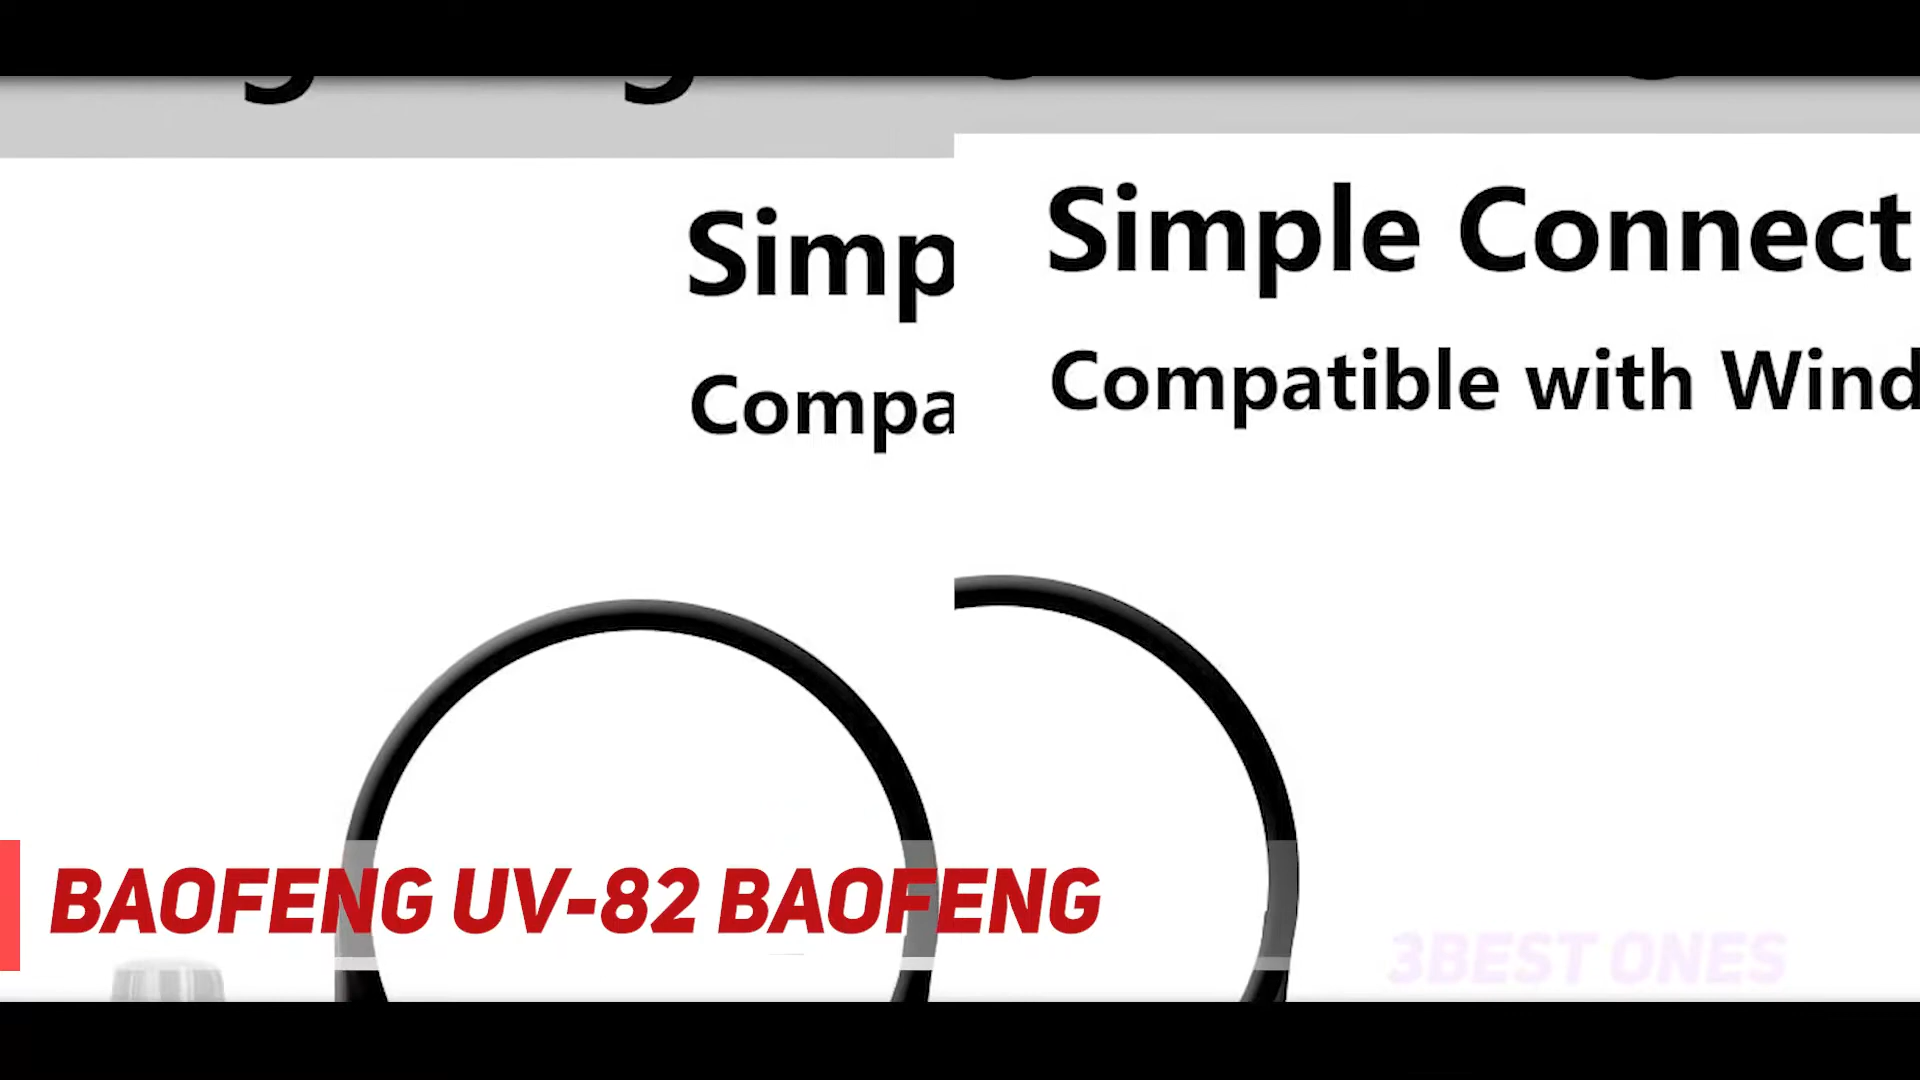 Simp
Simple Connect
Compa
Compatible with Wind
BAOFENG UV-82 BAOFENG
3BEST ONES